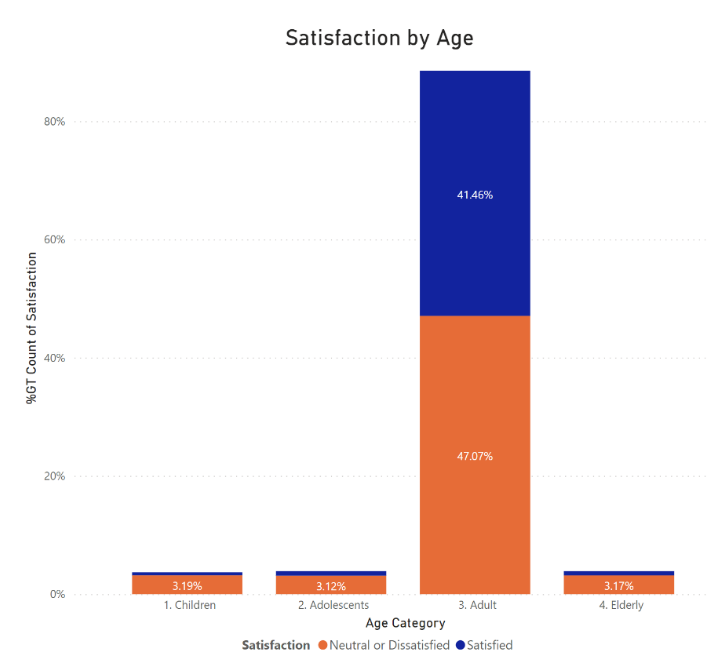 Satisfaction by Age
%GT Count of Satisfaction
80%
60%
40%
20%
0%
41.46%
47.07%
3.19%
3.12%
3.17%
1. Children
2. Adolescents
3. Adult
4. Elderly
Age Category
Satisfaction Neutral or Dissatisfied Satisfied